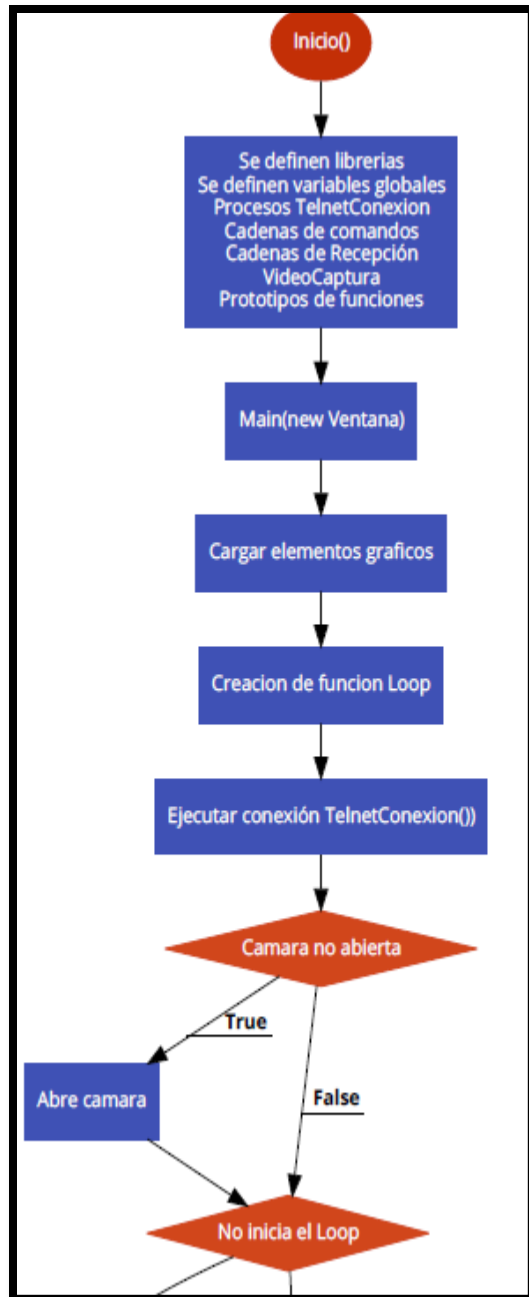 Inicio()
Se definen librerias
Se definen variables globales
Procesos TelnetConexion
Cadenas de comandos
Cadenas de Recepción
VideoCaptura
Prototipos de funciones
Main(new Ventana)
Cargar elementos graficos
Creacion de funcion Loop
Ejecutar conexión TelnetConexion())
Camara no abierta
True
Abre camara
False
No inicia el Loop